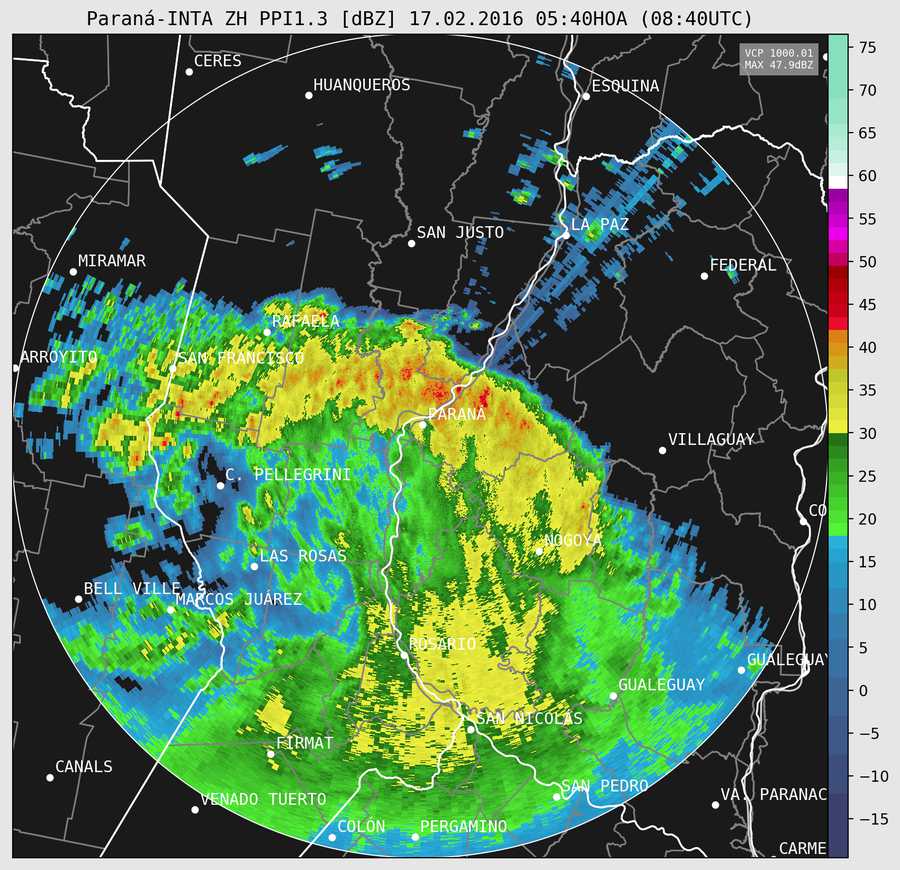 Paraná-INTA ZH PPI1.3 [dBZ] 17.02.2016 05:40HOA (08:40UTC)
VCP 1000.01
MAX 47.9dBZ
CERES
HUANQUEROS
ESQUINA
SAN JUSTO
LA PAZ
MIRAMAR
FEDERAL
RAFAELA
ARROYITO
SAN FRANCISCO
PARANÁ
VILLAGUAY
C. PELLEGRINI
CO
NOGOYA
LAS ROSAS
BELL VILLE
MARCOS JUÁREZ
ROSARIO
GUALEGUAY
GUALEGUAY
SAN NICOLÁS
FIRMAT
CANALS
SAN PEDRO
VENADO TUERTO
VA. PARANAC
COLÓN
PERGAMINO
CARME
75
70
65
60
55
50
45
40
35
30
25
20
15
10
5
0
−5
−10
−15